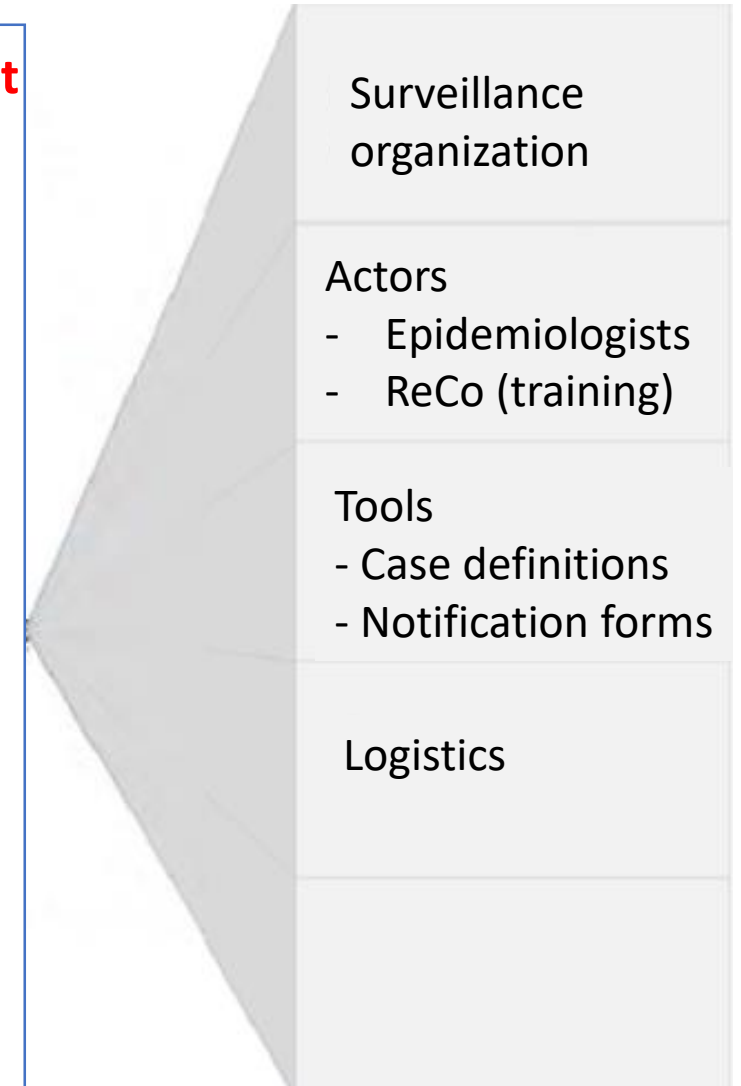 t
Surveillance
organization
Actors
- Epidemiologists
- ReCo (training)
Tools
- Case definitions
- Notification forms
Logistics